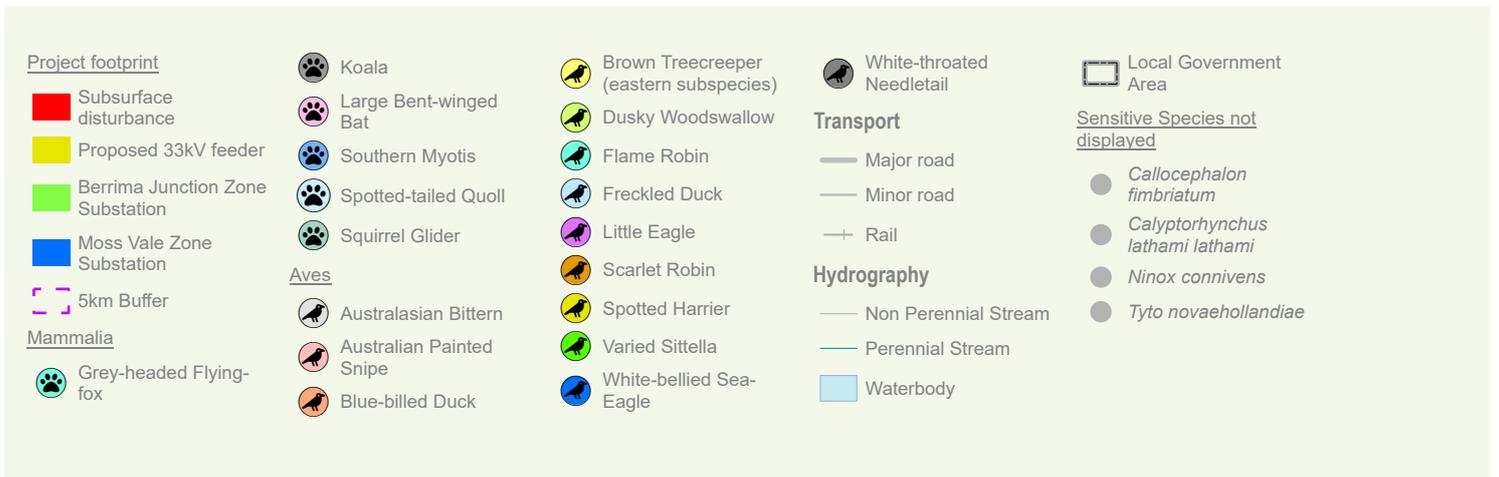 Project footprint
Subsurface
disturbance
Proposed 33kV feeder
Berrima Junction Zone
Substation
Moss Vale Zone
Substation
5km Buffer
Mammalia
Grey-headed Flying-
fox
Koala
Large Bent-winged
Bat
Southern Myotis
Spotted-tailed Quoll
Squirrel Glider
Aves
Australasian Bittern
Australian Painted
Snipe
Blue-billed Duck
Brown Treecreeper
(eastern subspecies)
Dusky Woodswallow
Flame Robin
Freckled Duck
Little Eagle
Scarlet Robin
Spotted Harrier
Varied Sittella
White-bellied Sea-
Eagle
White-throated
Needletail
Transport
Major road
Minor road
Rail
Hydrography
Non Perennial Stream
Perennial Stream
Waterbody
Local Government
Area
Sensitive Species not
displayed
Callocephalon
fimbriatum
Calyptorhynchus
lathami lathami
Ninox connivens
Tyto novaehollandiae